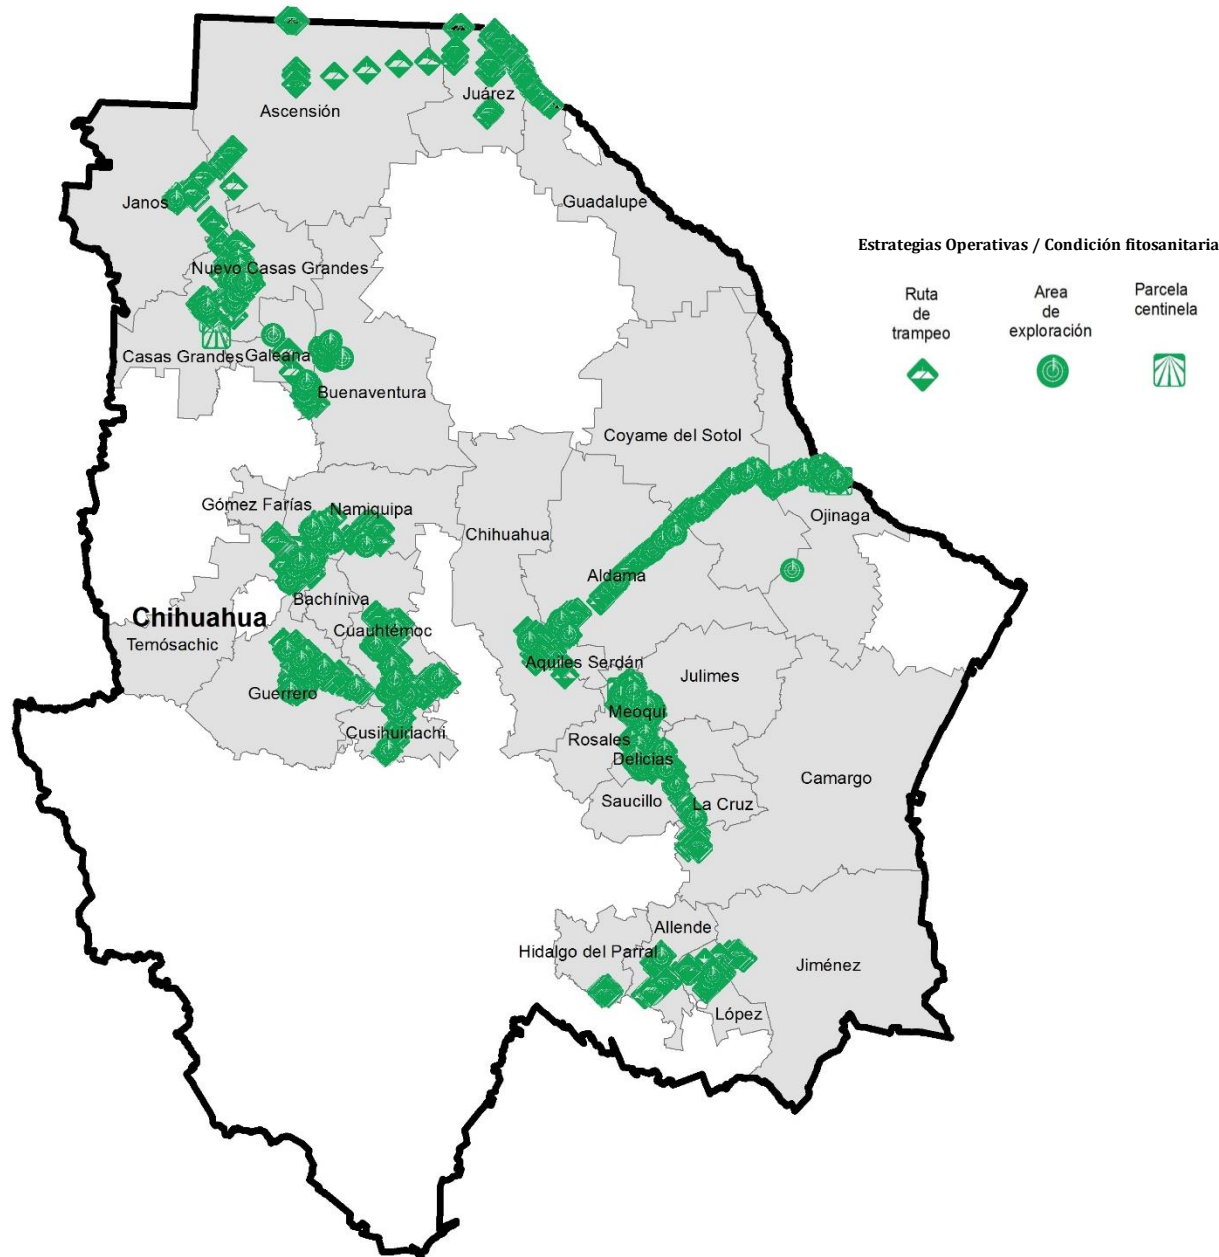 Ascensión
Juárez
Janos
Guadalupe
Nuevo Casas Grandes
Casas Grandes
Galeana
Buenaventura
Coyame del Sotol
Gómez Farías
Namiquipa
Chihuahua
Ojinaga
Aldama
Bachíniva
Chihuahua
Temósachic
Cuauhtémoc
Aquiles Serdán
Julimes
Guerrero
Meoqui
Cusihuiriachi
Rosales
Delicias
Camargo
Saucillo
La Cruz
Allende
Hidalgo del Parral
Jiménez
López
Estrategias Operativas / Condición fitosanitaria
Ruta
de
trampeo
Area
de
exploración
Parcela
centinela